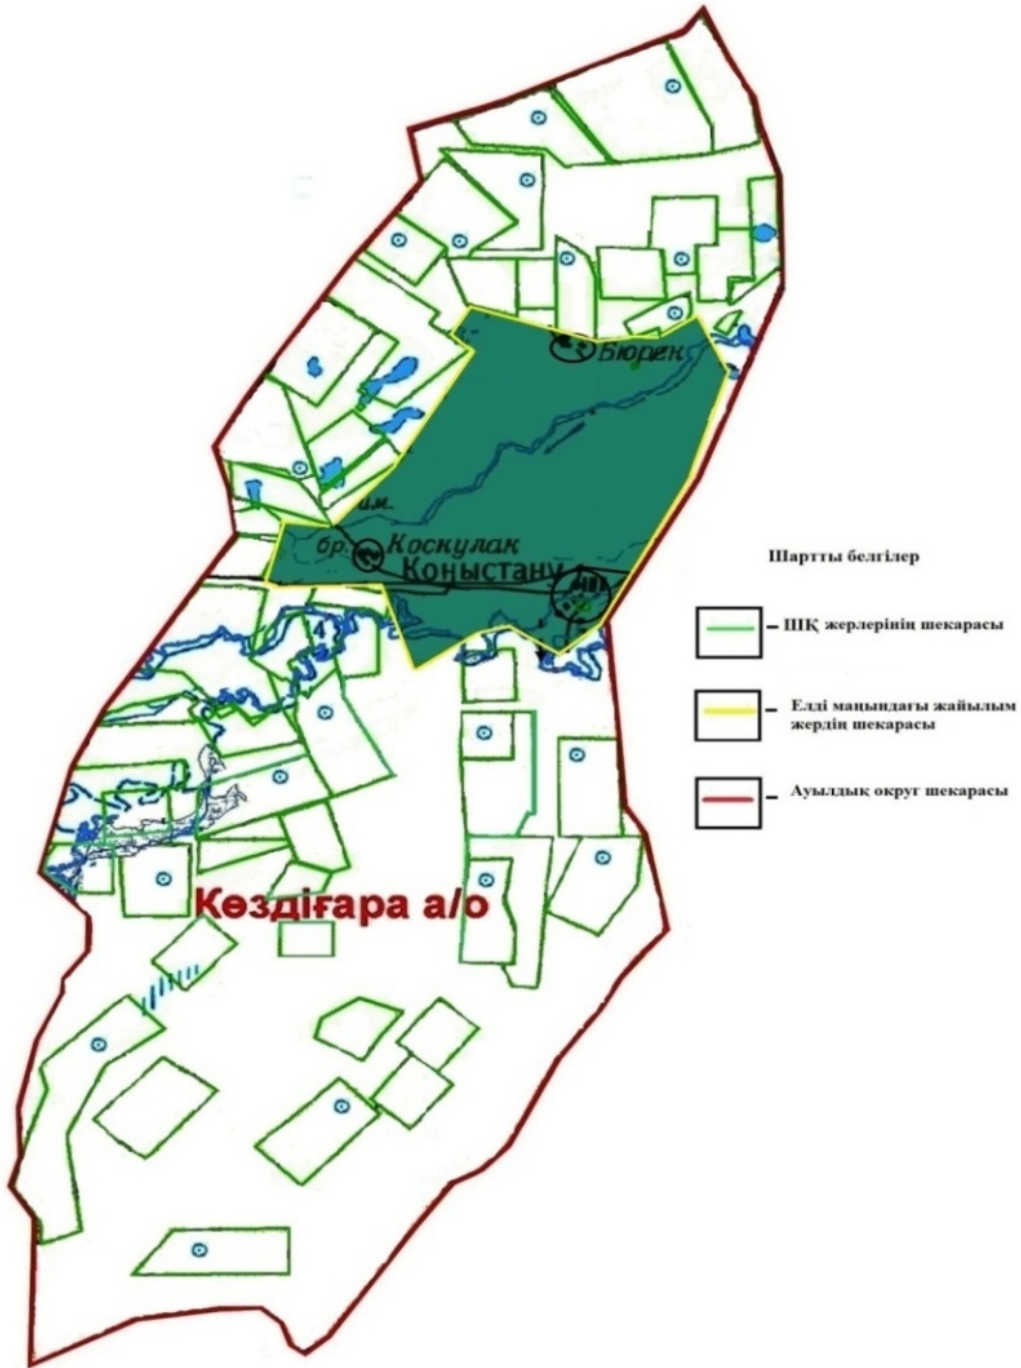 Бюрек
ам.
бр. Коскулак
Коныстану
Шартты белгілер
– ШҚ жерлерінің шекарасы
– Елді маңындағы жайылым
жердің шекарасы
– Ауылдық округ шекарасы
4
Көздіғара а/о